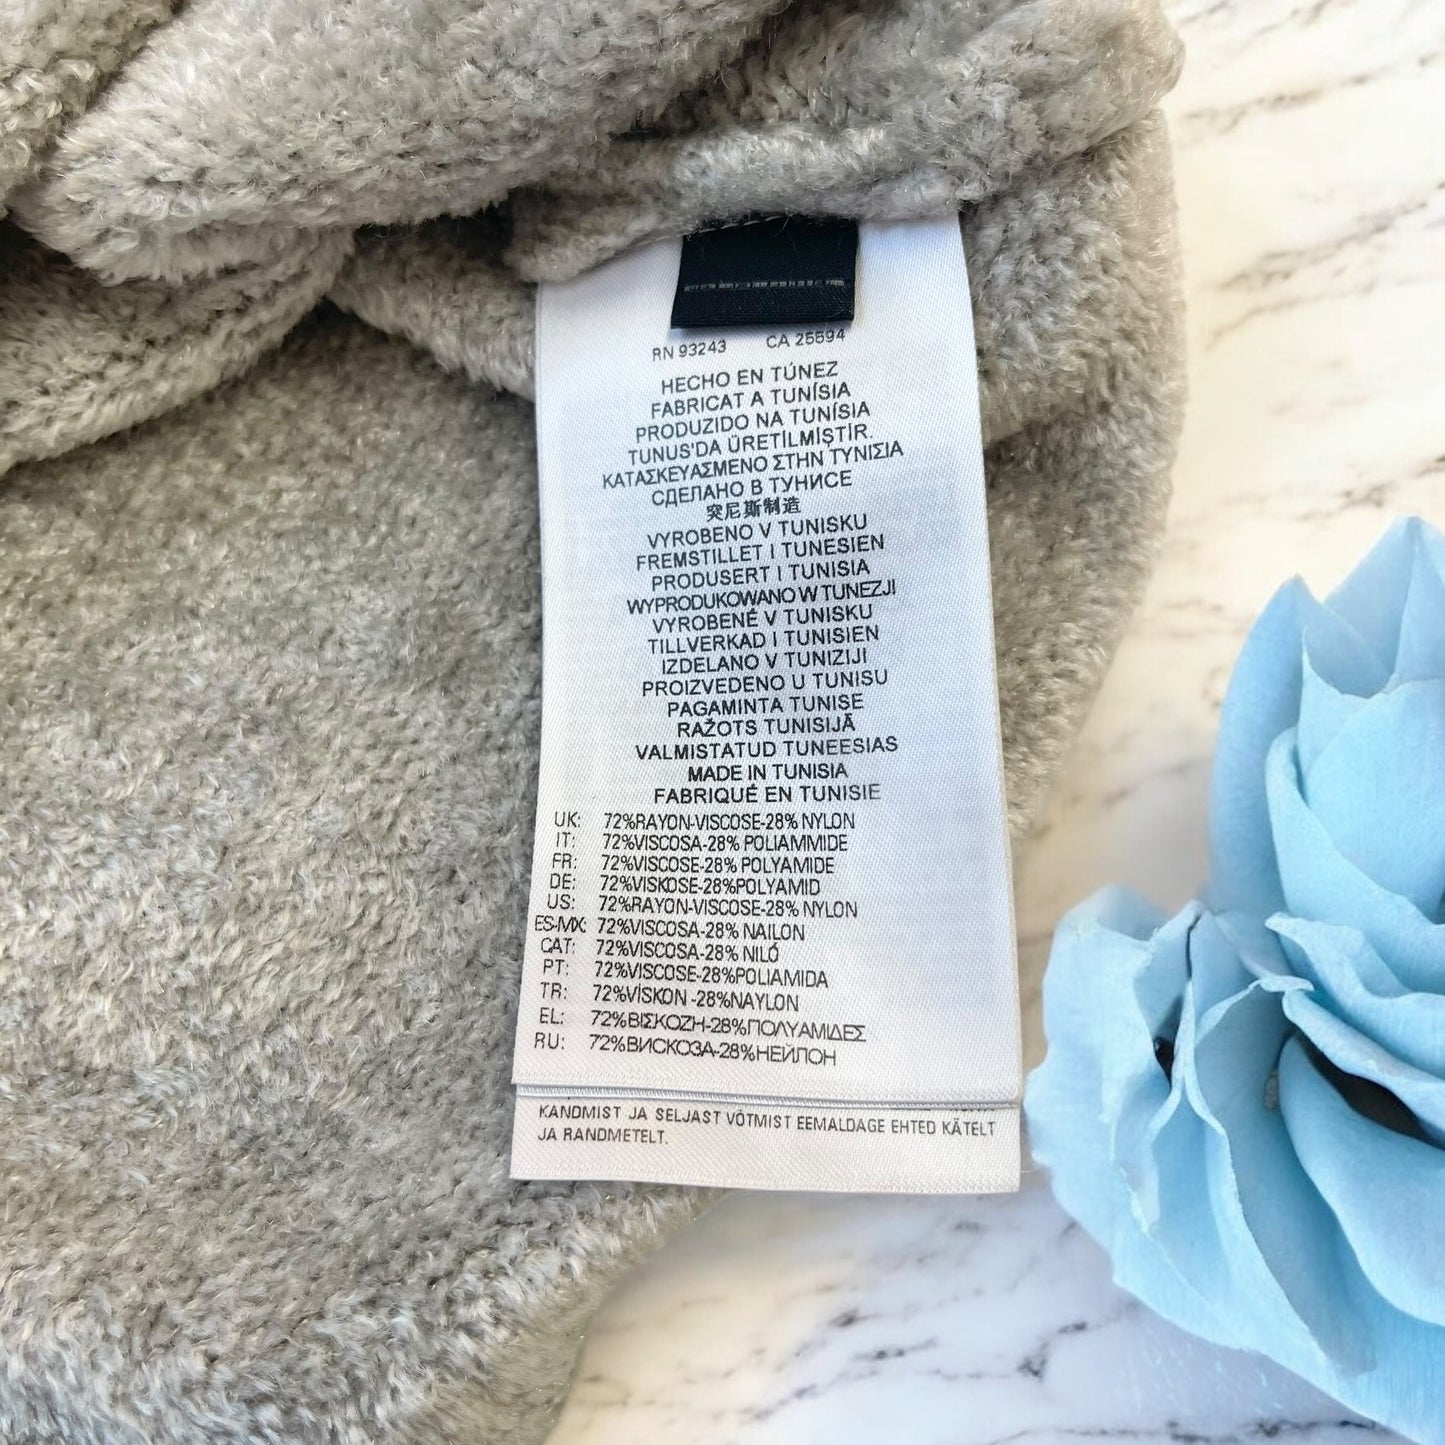 RN 93243 CA 25594
HECHO EN TÚNEZ
FABRICAT A TUNÍSIA
PRODUZIDO NA TUNÍSIA
TUNUS'DA ÜRETİLMİŞTİR
ΚΑΤΑΣΚΕΥΑΣΜΕΝΟ ΣΤΗΝ ΤΥΝΙΣΙΑ
СДЕЛАНО В ТУНИСЕ
突尼斯制造
VYROBENO V TUNISKU
FREMSTILLET I TUNESIEN
PRODUSERT I TUNISIA
WYPRODUKOWANO W TUNEZJI
VYROBENÉ V TUNISKU
TILLVERKAD I TUNISIEN
IZDELANO V TUNIZIJI
PROIZVEDENO U TUNISU
PAGAMINTA TUNISE
RAŽOTS TUNISIJĀ
VALMISTATUD TUNEESIAS
MADE IN TUNISIA
FABRIQUÉ EN TUNISIE
UK: 72%RAYON-VISCOSE-28% NYLON
IT: 72%VISCOSA-28% POLIAMMIDE
FR: 72%VISCOSE-28% POLYAMIDE
DE: 72%VISKOSE-28%POLYAMID
US: 72%RAYON-VISCOSE-28% NYLON
ES-MX: 72%VISCOSA-28% NAILON
CAT: 72%VISCOSA-28% NILÓ
PT: 72%VISCOSE-28%POLIAMIDA
TR: 72%VİSKON -28%NAYLON
EL: 72%ΒΙΣΚΟΖΗ-28%ΠΟΛΥΑΜΙΔΕΣ
RU: 72%ВИСКОЗА-28%НЕЙЛОН
KANDMIST JA SELJAST VÕTMIST EEMALDAGE EHTED KÄTELT
JA RANDMETELT.